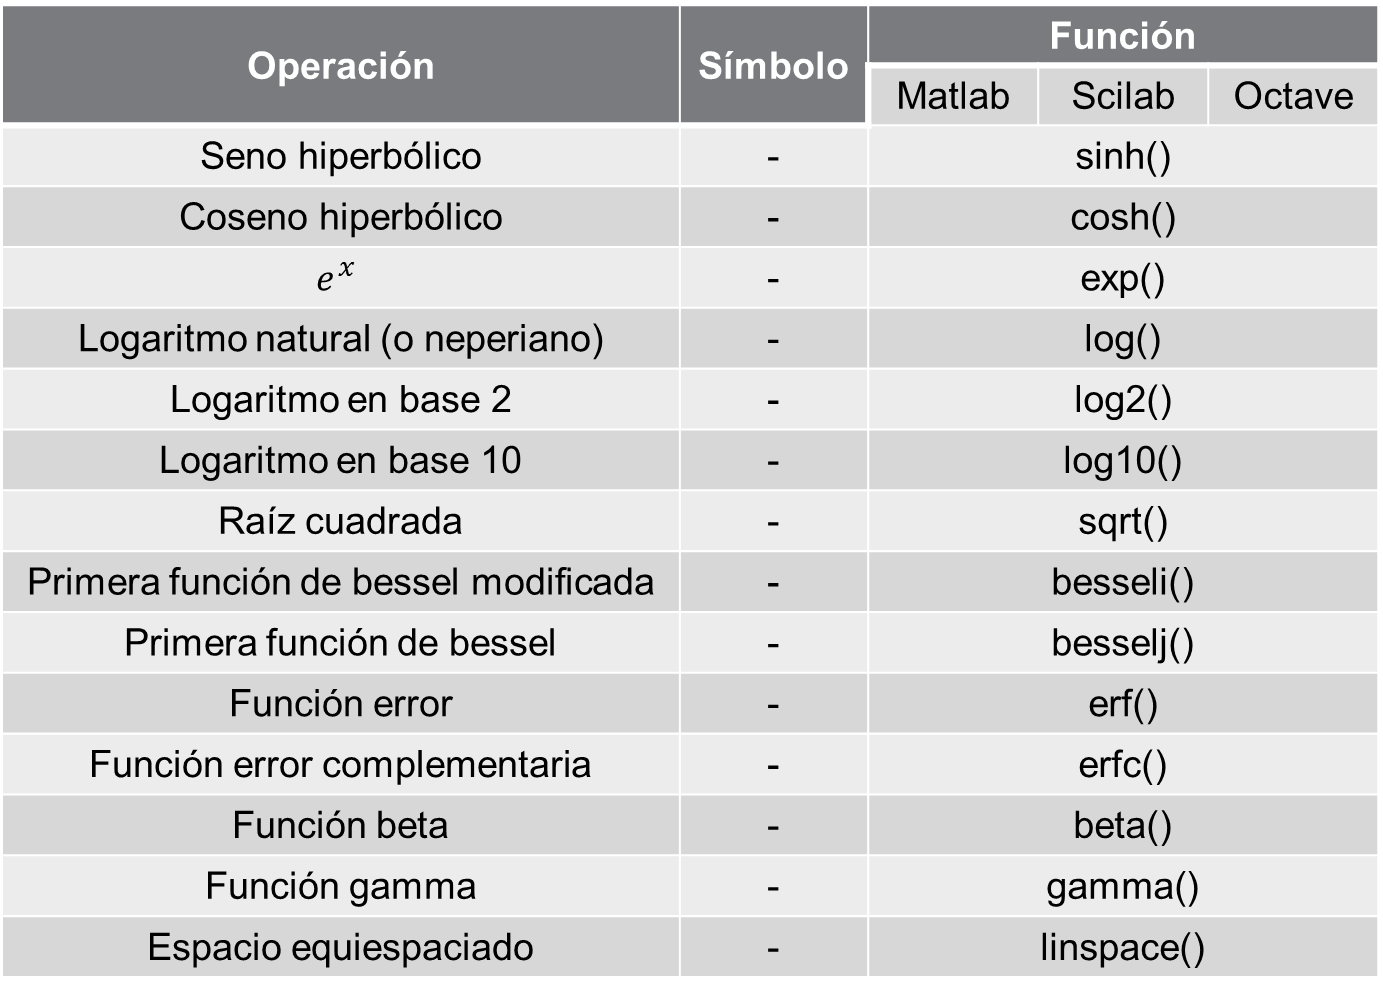 Operación Símbolo Función
Matlab Scilab Octave
Seno hiperbólico - sinh()
Coseno hiperbólico - cosh()
e^x - exp()
Logaritmo natural (o neperiano) - log()
Logaritmo en base 2 - log2()
Logaritmo en base 10 - log10()
Raíz cuadrada - sqrt()
Primera función de bessel modificada - besseli()
Primera función de bessel - besselj()
Función error - erf()
Función error complementaria - erfc()
Función beta - beta()
Función gamma - gamma()
Espacio equiespaciado - linspace()